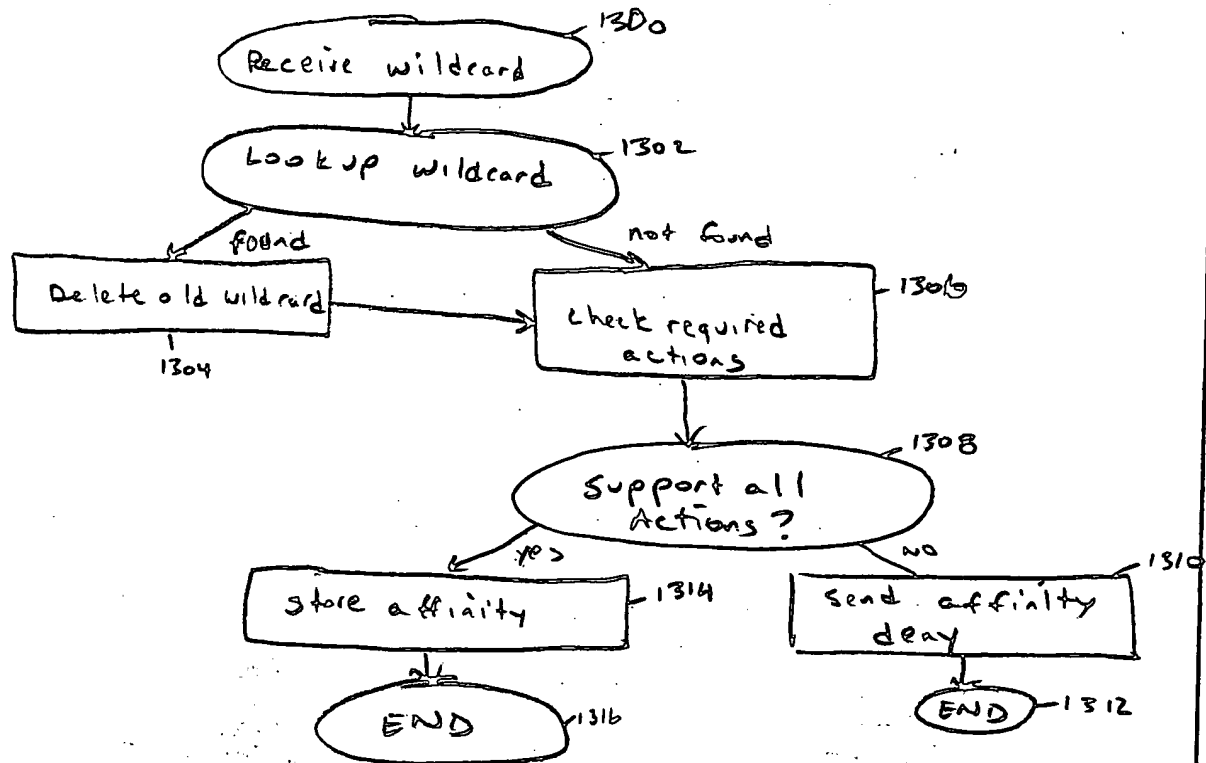 1300
Receive wildcard
1302
Lookup wildcard
found
not found
Delete old wildcard
1304
1306
check required
actions
1308
support all
Actions?
yes
NO
1314
store affinity
1310
send affinity
deny
END
1316
END
1312